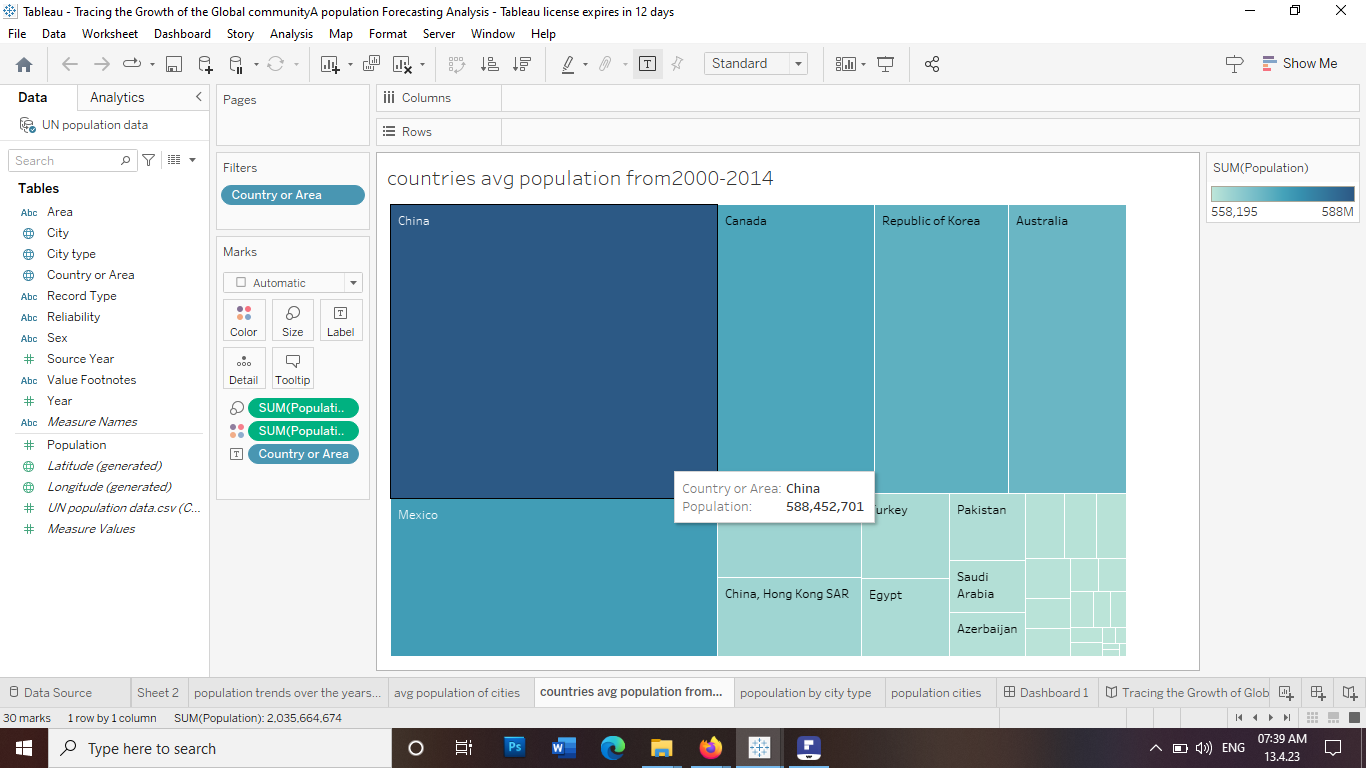 Tableau - Tracing the Growth of the Global communityA population Forecasting Analysis - Tableau license expires in 12 days
File Data Worksheet Dashboard Story Analysis Map Format Server Window Help
Standard
Show Me
Data Analytics
Pages
Columns
UN population data
Rows
Search
Filters
Country or Area
Tables
Abc Area
City
City type
Country or Area
Abc Record Type
Abc Reliability
Abc Sex
Source Year
Abc Value Footnotes
Year
Abc Measure Names
Population
Latitude (generated)
Longitude (generated)
UN population data.csv (C...
Measure Values
Marks
Automatic
Color Size Label
Detail Tooltip
SUM(Populati..
SUM(Populati..
Country or Area
countries avg population from2000-2014
China
Canada
Republic of Korea
Australia
Country or Area: China
Population: 588,452,701
Mexico
urkey
Pakistan
China, Hong Kong SAR
Egypt
Saudi
Arabia
Azerbaijan
SUM(Population)
558,195 588M
Data Source Sheet 2 population trends over the years... avg population of cities countries avg population from... popoulation by city type population cities Dashboard 1 Tracing the Growth of Glob
30 marks 1 row by 1 column SUM(Population): 2,035,664,674
Type here to search
Ps
W
ENG
07:39 AM
13.4.23